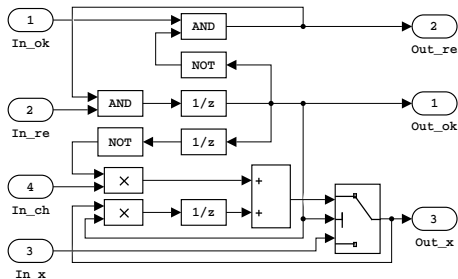 1
AND
2
In_ok
Out_re
NOT
2
AND
1/z
1
In_re
Out_ok
NOT
1/z
4
×
+
In_ch
×
1/z
+
3
3
Out_x
In_x